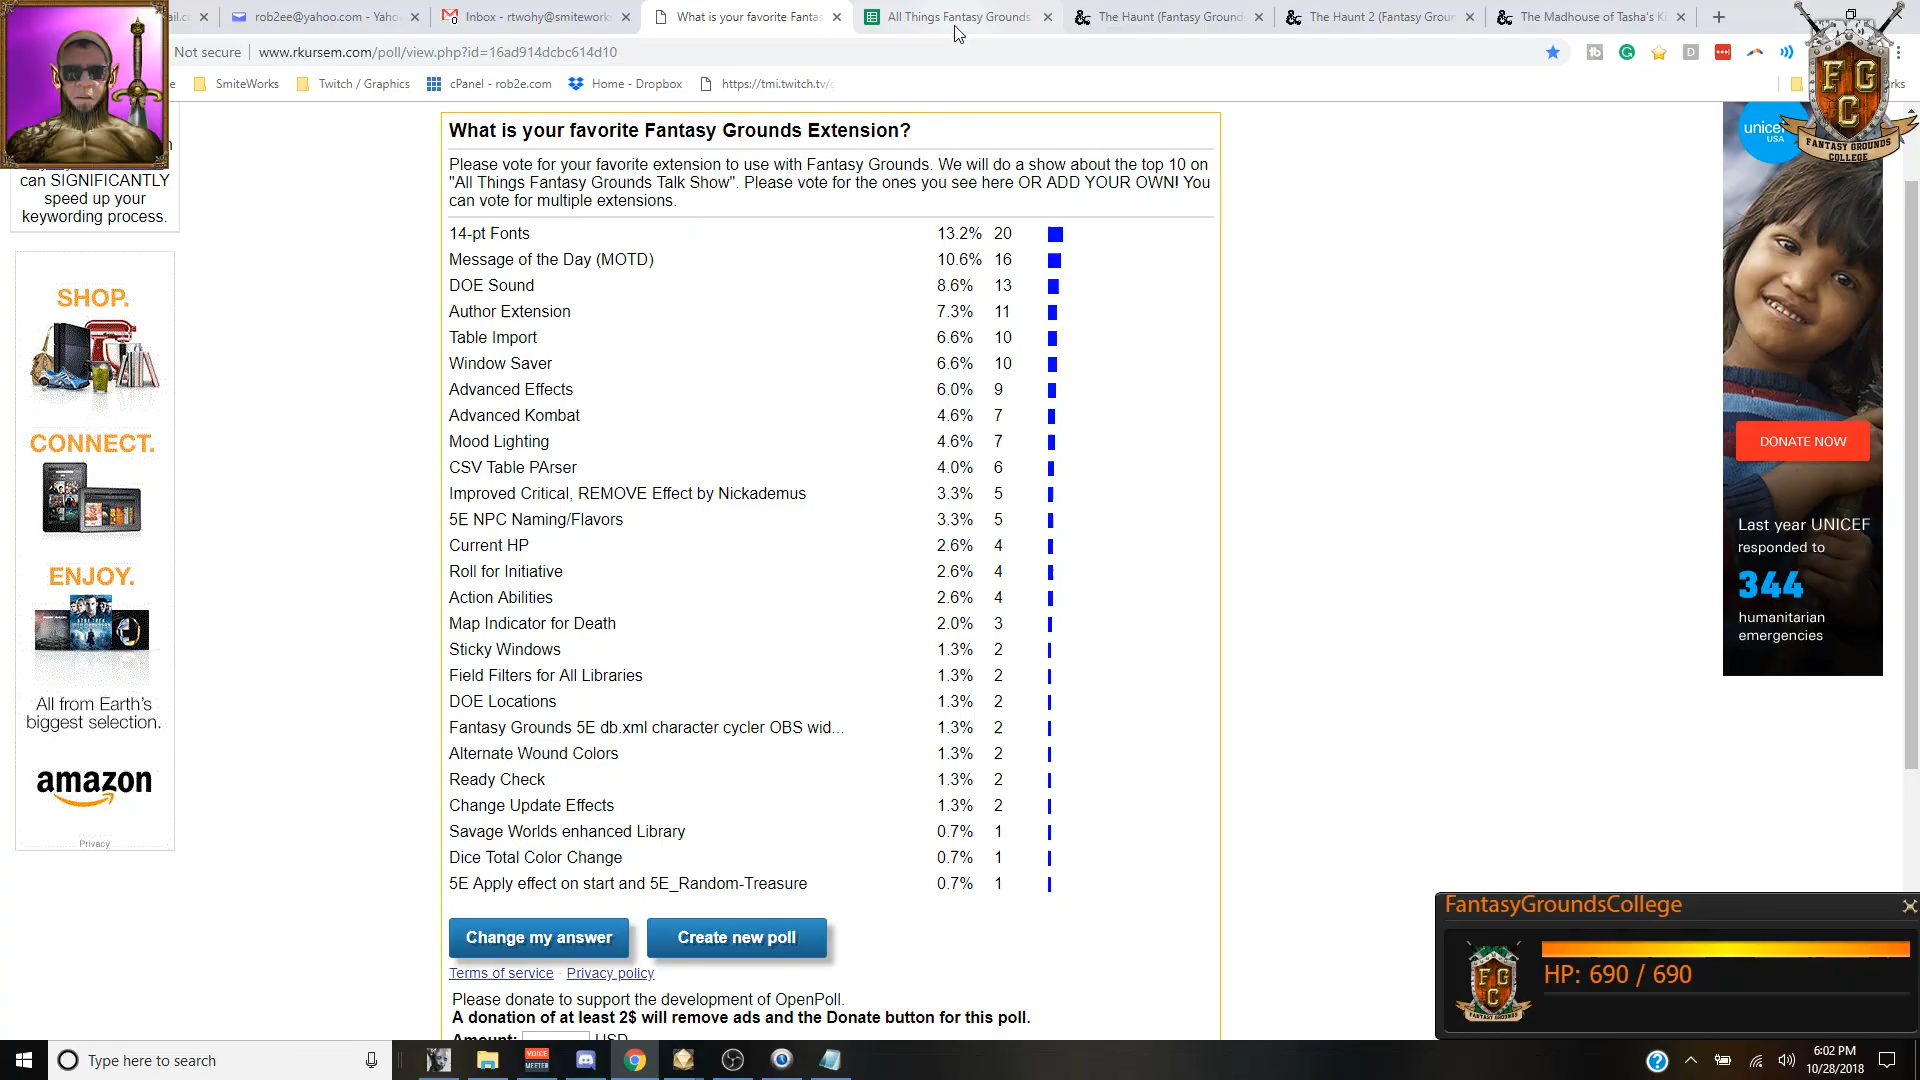 rob2ee@yahoo.com - Yaho
Inbox - rtwohy@smitework
What is your favorite Fantas
All Things Fantasy Grounds
The Haunt (Fantasy Ground
The Haunt 2 (Fantasy Grour
The Madhouse of Tasha's Ki
Not secure
www.rkursem.com/poll/view.php?id=16ad914dcbc614d10
SmiteWorks
Twitch / Graphics
cPanel - rob2e.com
Home - Dropbox
https://tmi.twitch.tv/
can SIGNIFICANTLY
speed up your
keywording process.
SHOP.
CONNECT.
ENJOY.
All from Earth's
biggest selection.
amazon
Privacy
What is your favorite Fantasy Grounds Extension?
Please vote for your favorite extension to use with Fantasy Grounds. We will do a show about the top 10 on
"All Things Fantasy Grounds Talk Show". Please vote for the ones you see here OR ADD YOUR OWN! You
can vote for multiple extensions.
14-pt Fonts 13.2% 20
Message of the Day (MOTD) 10.6% 16
DOE Sound 8.6% 13
Author Extension 7.3% 11
Table Import 6.6% 10
Window Saver 6.6% 10
Advanced Effects 6.0% 9
Advanced Kombat 4.6% 7
Mood Lighting 4.6% 7
CSV Table PArser 4.0% 6
Improved Critical, REMOVE Effect by Nickademus 3.3% 5
5E NPC Naming/Flavors 3.3% 5
Current HP 2.6% 4
Roll for Initiative 2.6% 4
Action Abilities 2.6% 4
Map Indicator for Death 2.0% 3
Sticky Windows 1.3% 2
Field Filters for All Libraries 1.3% 2
DOE Locations 1.3% 2
Fantasy Grounds 5E db.xml character cycler OBS wid... 1.3% 2
Alternate Wound Colors 1.3% 2
Ready Check 1.3% 2
Change Update Effects 1.3% 2
Savage Worlds enhanced Library 0.7% 1
Dice Total Color Change 0.7% 1
5E Apply effect on start and 5E_Random-Treasure 0.7% 1
Change my answer
Create new poll
Terms of service · Privacy policy
Please donate to support the development of OpenPoll.
A donation of at least 2$ will remove ads and the Donate button for this poll.
Amount: USD
unicef
USA
DONATE NOW
Last year UNICEF
responded to
344
humanitarian
emergencies
FGC
FANTASY GROUNDS
COLLEGE
FantasyGroundsCollege
HP: 690 / 690
Type here to search
VOICE
MEETER
6:02 PM
10/28/2018